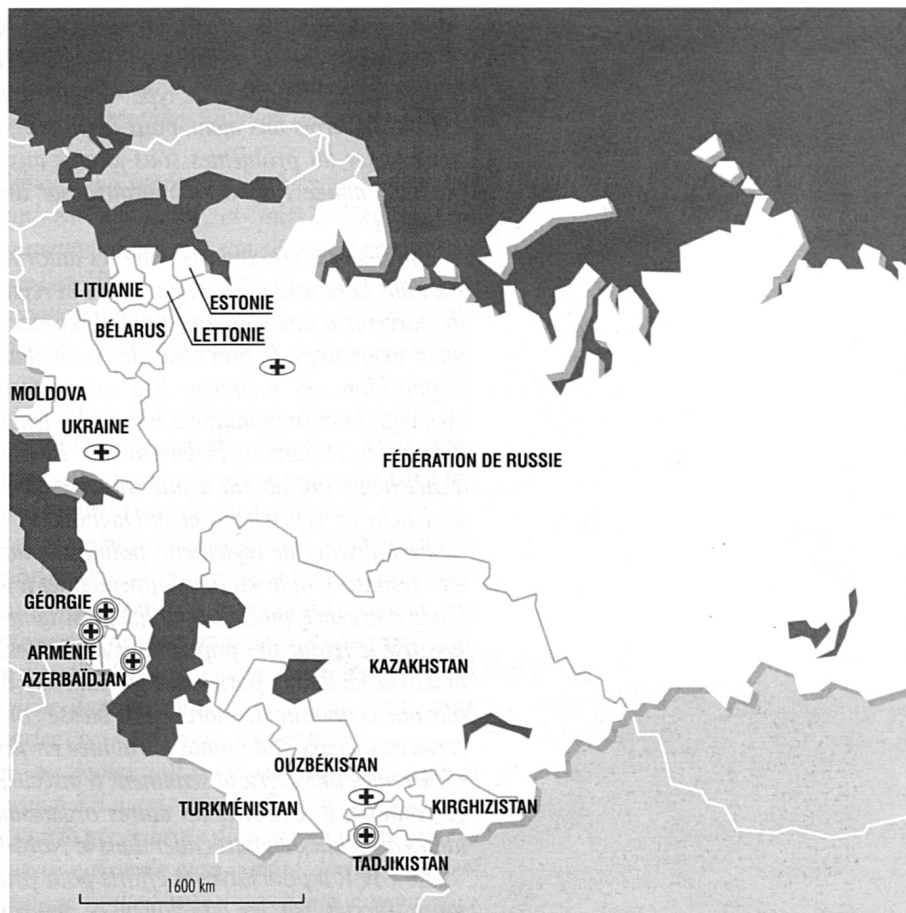 LITUANIE
ESTONIE
BÉLARUS
LETTONIE
MOLDOVA
UKRAINE
FÉDÉRATION DE RUSSIE
GÉORGIE
ARMÉNIE
AZERBAÏDJAN
KAZAKHSTAN
OUZBÉKISTAN
TURKMÉNISTAN
KIRGHIZISTAN
TADJIKISTAN
1600 km